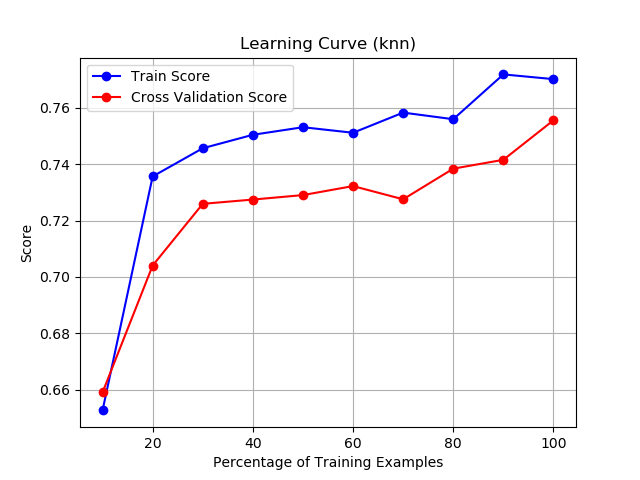 Learning Curve (knn)
Train Score
Cross Validation Score
0.76
0.74
0.72
0.70
0.68
0.66
Score
20 40 60 80 100
Percentage of Training Examples